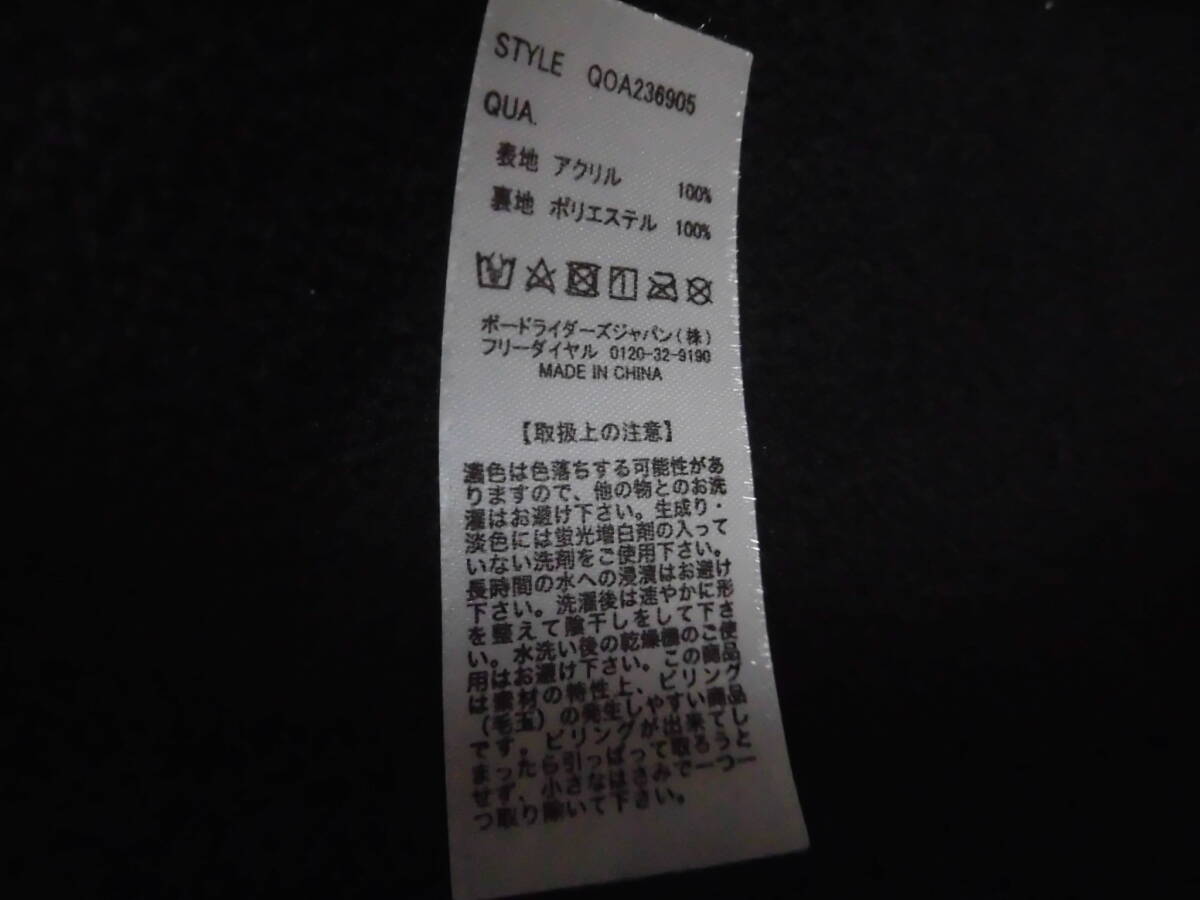 STYLE QOA236905
QUA.
表地 アクリル 100%
裏地 ポリエステル 100%
ボードライダーズジャパン(株)
フリーダイヤル 0120-32-9190
MADE IN CHINA
【取扱上の注意】
濃色は色落ちする可能性があ
りますので、他の物とのお洗
濯はお避け下さい。生成り・
淡色には蛍光増白剤の入って
いない洗剤をご使用下さい。
長時間の水への浸漬はお避け
下さい。洗濯後は速やかに形
を整えて陰干しをして下さ
い。水洗い後の乾燥機のご使
用はお避け下さい。この商品
は素材の特性上、ピリング
(毛玉)の発生しやすい商品
です。ピリングが出来てし
まったら引っぱって取ろうと
せず、小さなはさみで一つ一
つ取り除いて下さい。